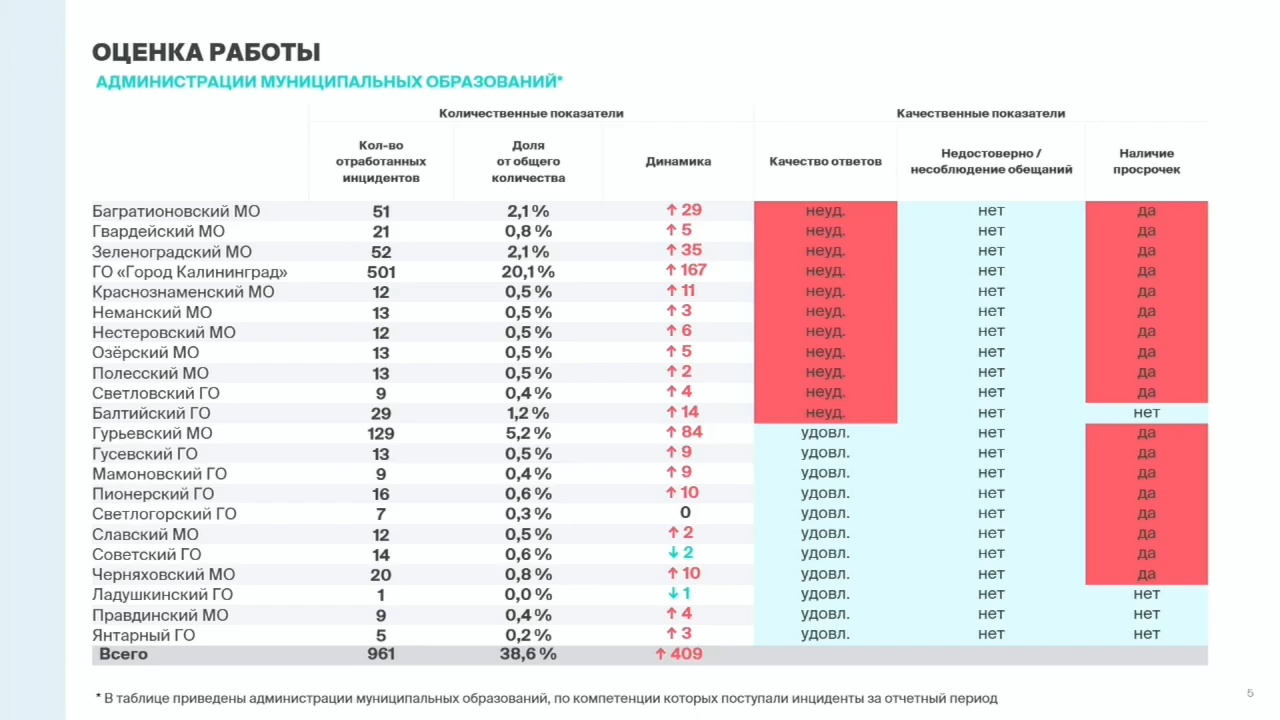 ОЦЕНКА РАБОТЫ
АДМИНИСТРАЦИИ МУНИЦИПАЛЬНЫХ ОБРАЗОВАНИЙ*
Количественные показатели Качественные показатели
Кол-во отработанных инцидентов Доля от общего количества Динамика Качество ответов Недостоверно / несоблюдение обещаний Наличие просрочек
Багратионовский МО 51 2,1 % ↑ 29 неуд. нет да
Гвардейский МО 21 0,8 % ↑ 5 неуд. нет да
Зеленоградский МО 52 2,1 % ↑ 35 неуд. нет да
ГО «Город Калининград» 501 20,1 % ↑ 167 неуд. нет да
Краснознаменский МО 12 0,5 % ↑ 11 неуд. нет да
Неманский МО 13 0,5 % ↑ 3 неуд. нет да
Нестеровский МО 12 0,5 % ↑ 6 неуд. нет да
Озёрский МО 13 0,5 % ↑ 5 неуд. нет да
Полесский МО 13 0,5 % ↑ 2 неуд. нет да
Светловский ГО 9 0,4 % ↑ 4 неуд. нет да
Балтийский ГО 29 1,2 % ↑ 14 неуд. нет нет
Гурьевский МО 129 5,2 % ↑ 84 удовл. нет да
Гусевский ГО 13 0,5 % ↑ 9 удовл. нет да
Мамоновский ГО 9 0,4 % ↑ 9 удовл. нет да
Пионерский ГО 16 0,6 % ↑ 10 удовл. нет да
Светлогорский ГО 7 0,3 % 0 удовл. нет да
Славский МО 12 0,5 % ↑ 2 удовл. нет да
Советский ГО 14 0,6 % ↓ 2 удовл. нет да
Черняховский МО 20 0,8 % ↑ 10 удовл. нет да
Ладушкинский ГО 1 0,0 % ↓ 1 удовл. нет нет
Правдинский МО 9 0,4 % ↑ 4 удовл. нет нет
Янтарный ГО 5 0,2 % ↑ 3 удовл. нет нет
Всего 961 38,6 % ↑ 409
* В таблице приведены администрации муниципальных образований, по компетенции которых поступали инциденты за отчетный период
5